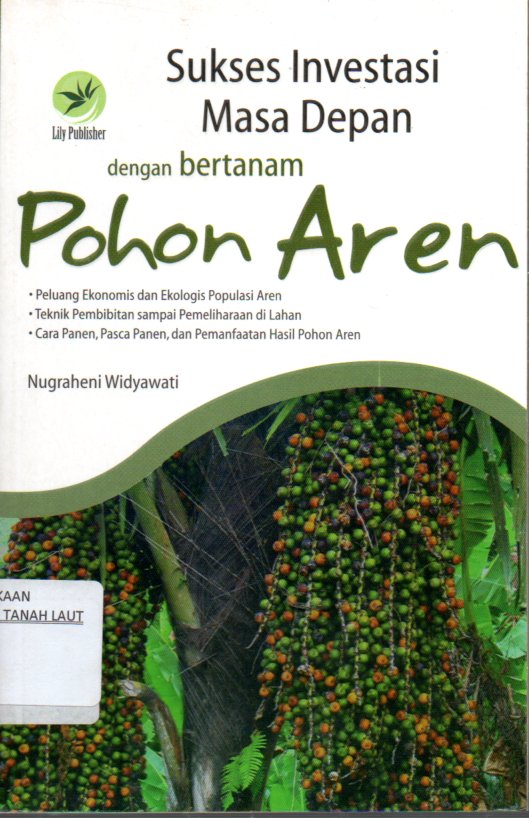 Sukses Investasi
Masa Depan
Lily Publisher
dengan bertanam
Pohon Aren
• Peluang Ekonomis dan Ekologis Populasi Aren
• Teknik Pembibitan sampai Pemeliharaan di Lahan
• Cara Panen, Pasca Panen, dan Pemanfaatan Hasil Pohon Aren
Nugraheni Widyawati
KAAN
TANAH LAUT